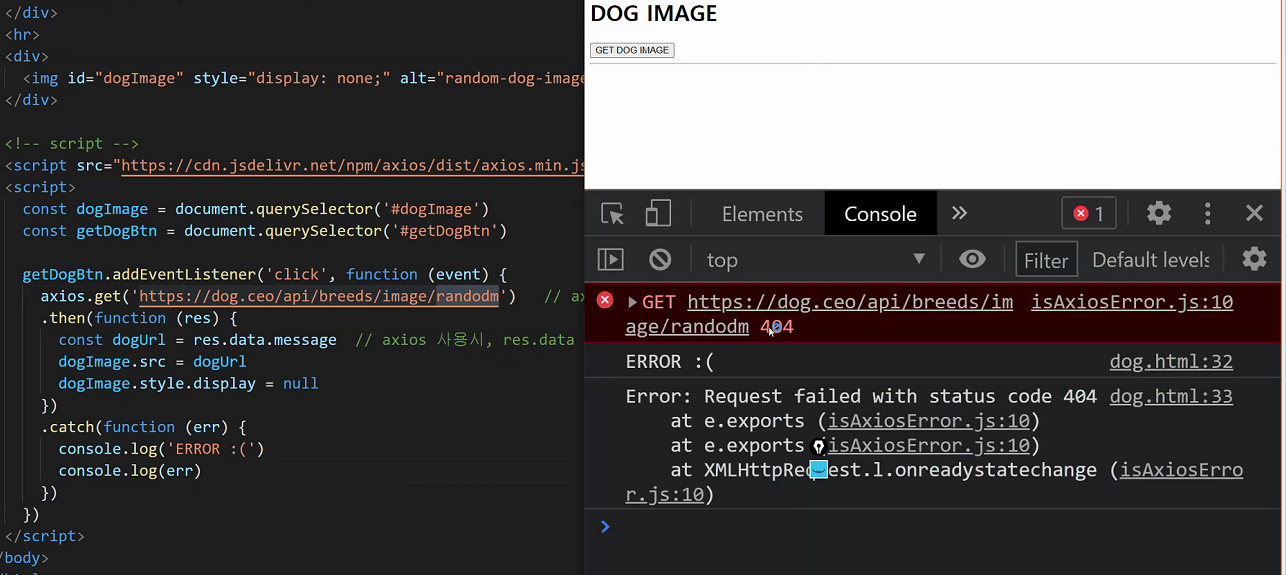 </div>
<hr>
<div>
<img id="dogImage" style="display: none;" alt="random-dog-image
</div>
<!-- script -->
<script src="https://cdn.jsdelivr.net/npm/axios/dist/axios.min.js
<script>
const dogImage = document.querySelector('#dogImage')
const getDogBtn = document.querySelector('#getDogBtn')
getDogBtn.addEventListener('click', function (event) {
axios.get('https://dog.ceo/api/breeds/image/randodm') // ax
.then(function (res) {
const dogUrl = res.data.message // axios 사용시, res.data
dogImage.src = dogUrl
dogImage.style.display = null
})
.catch(function (err) {
console.log('ERROR :(')
console.log(err)
})
})
</script>
/body>
DOG IMAGE
GET DOG IMAGE
Elements Console 1
top Filter Default levels
GET https://dog.ceo/api/breeds/im isAxiosError.js:10
age/randodm 404
ERROR :( dog.html:32
Error: Request failed with status code 404 dog.html:33
at e.exports (isAxiosError.js:10)
at e.exports (isAxiosError.js:10)
at XMLHttpRequest.l.onreadystatechange (isAxiosErro
r.js:10)